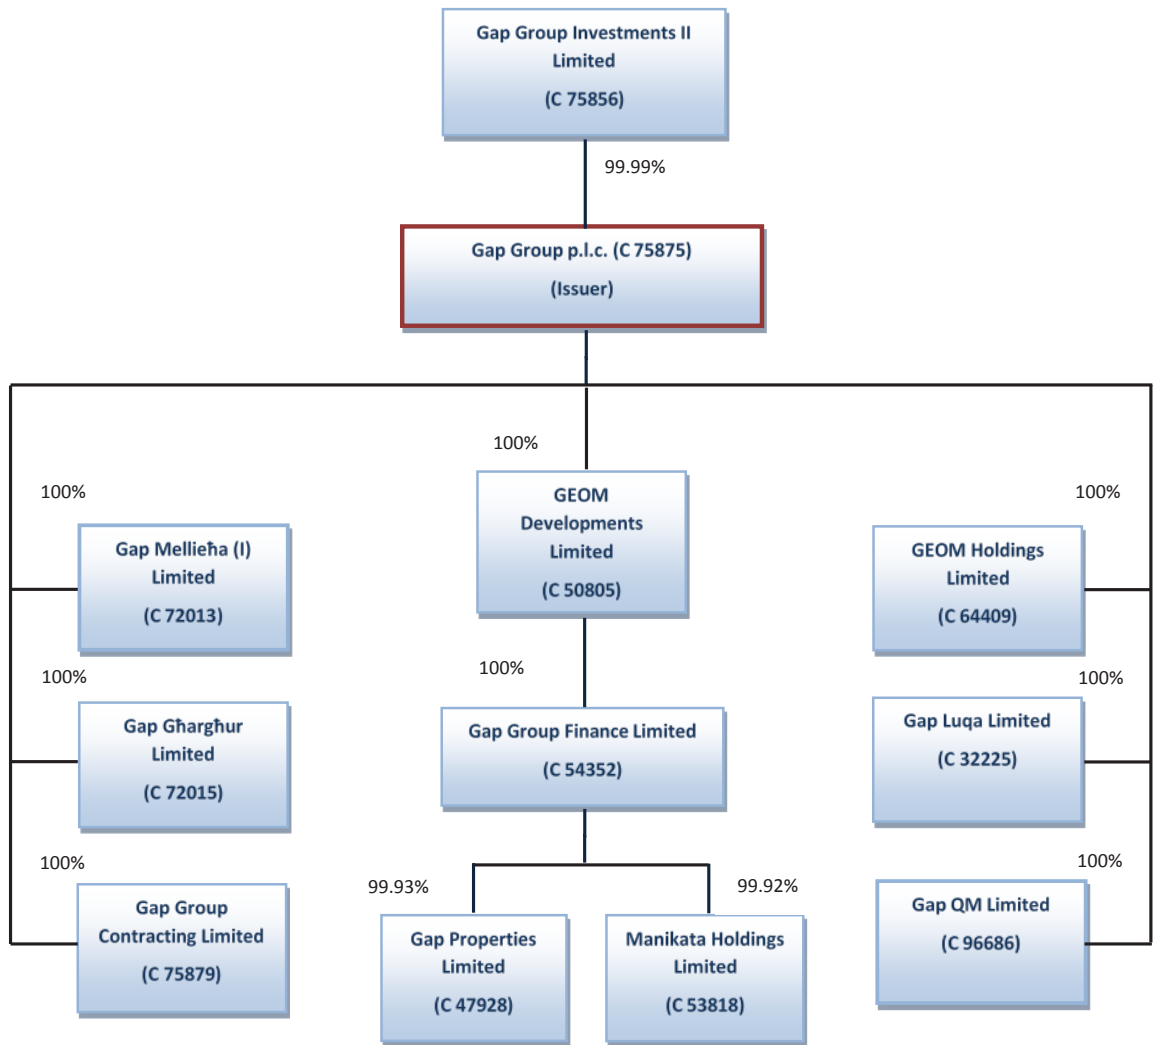 Gap Group Investments II
Limited
(C 75856)
99.99%
Gap Group p.l.c. (C 75875)
(Issuer)
100%
GEOM
Developments
Limited
(C 50805)
100%
Gap Mellieħa (I)
Limited
(C 72013)
100%
GEOM Holdings
Limited
(C 64409)
100%
Gap Group Finance Limited
(C 54352)
100%
Gap Għargħur
Limited
(C 72015)
100%
Gap Luqa Limited
(C 32225)
100%
Gap Group
Contracting Limited
(C 75879)
99.93%
Gap Properties
Limited
(C 47928)
99.92%
Manikata Holdings
Limited
(C 53818)
100%
Gap QM Limited
(C 96686)